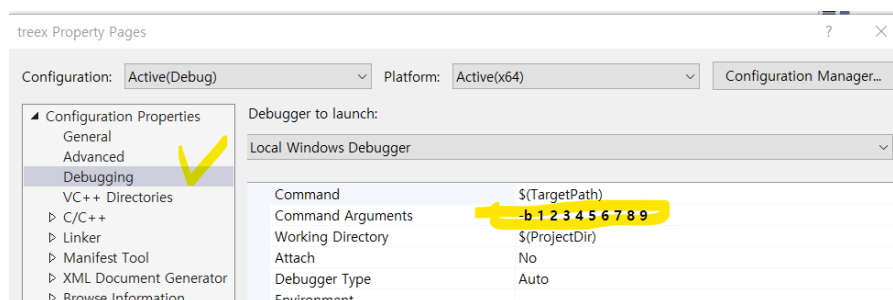 treex Property Pages ? ×
Configuration: Active(Debug) Platform: Active(x64) Configuration Manager...
Configuration Properties
General
Advanced
Debugging
VC++ Directories
C/C++
Linker
Manifest Tool
XML Document Generator
Browse Information
Debugger to launch:
Local Windows Debugger
Command $(TargetPath)
Command Arguments -b 1 2 3 4 5 6 7 8 9
Working Directory $(ProjectDir)
Attach No
Debugger Type Auto
Environment